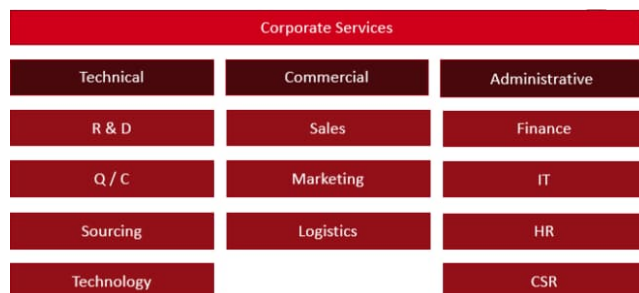 Corporate Services
Technical Commercial Administrative
R & D Sales Finance
Q / C Marketing IT
Sourcing Logistics HR
Technology CSR